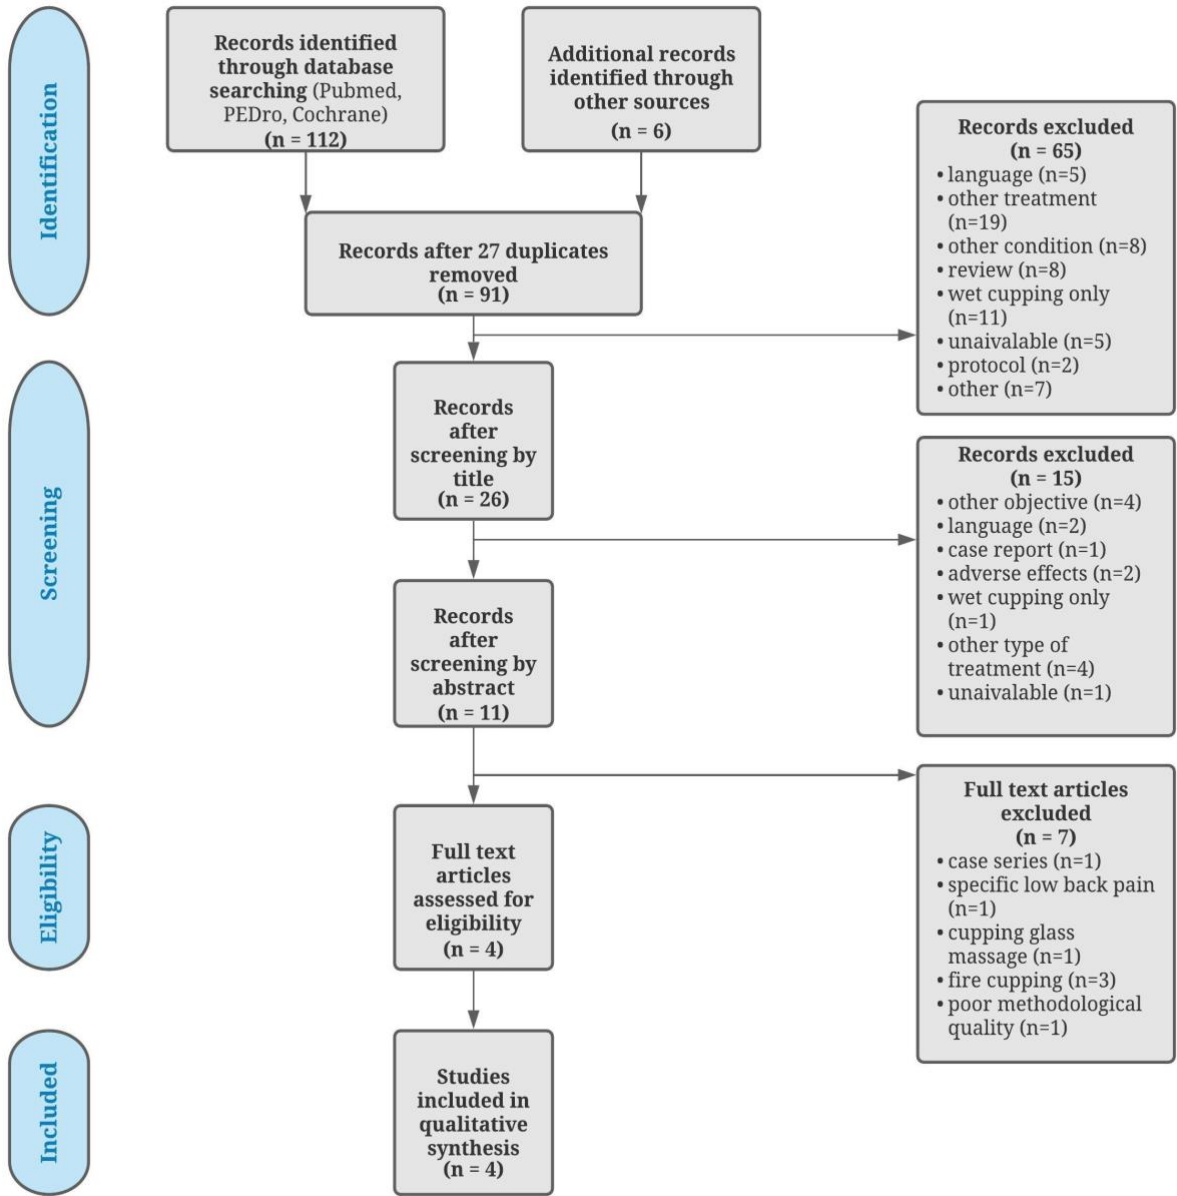 Identification
Records identified
through database
searching (Pubmed,
PEDro, Cochrane)
(n = 112)
Additional records
identified through
other sources
(n = 6)
Records after 27 duplicates
removed
(n = 91)
Records excluded
(n = 65)
• language (n=5)
• other treatment
(n=19)
• other condition (n=8)
• review (n=8)
• wet cupping only
(n=11)
• unaivalable (n=5)
• protocol (n=2)
• other (n=7)
Screening
Records
after
screening by
title
(n = 26)
Records excluded
(n = 15)
• other objective (n=4)
• language (n=2)
• case report (n=1)
• adverse effects (n=2)
• wet cupping only
(n=1)
• other type of
treatment (n=4)
• unaivalable (n=1)
Records
after
screening by
abstract
(n = 11)
Eligibility
Full text
articles
assessed for
eligibility
(n = 4)
Full text articles
excluded
(n = 7)
• case series (n=1)
• specific low back pain
(n=1)
• cupping glass
massage (n=1)
• fire cupping (n=3)
• poor methodological
quality (n=1)
Included
Studies
included in
qualitative
synthesis
(n = 4)